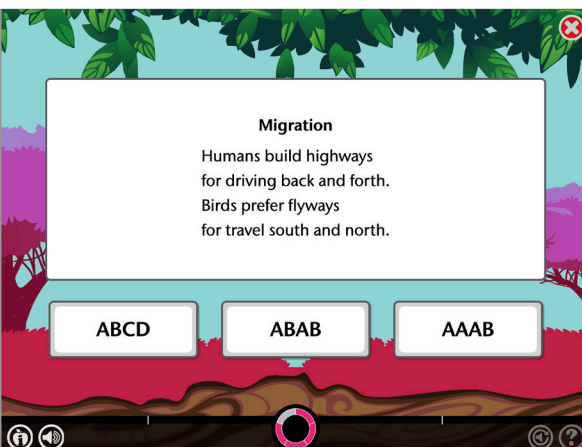 Migration
Humans build highways
for driving back and forth.
Birds prefer flyways
for travel south and north.
ABCD
ABAB
AAAB